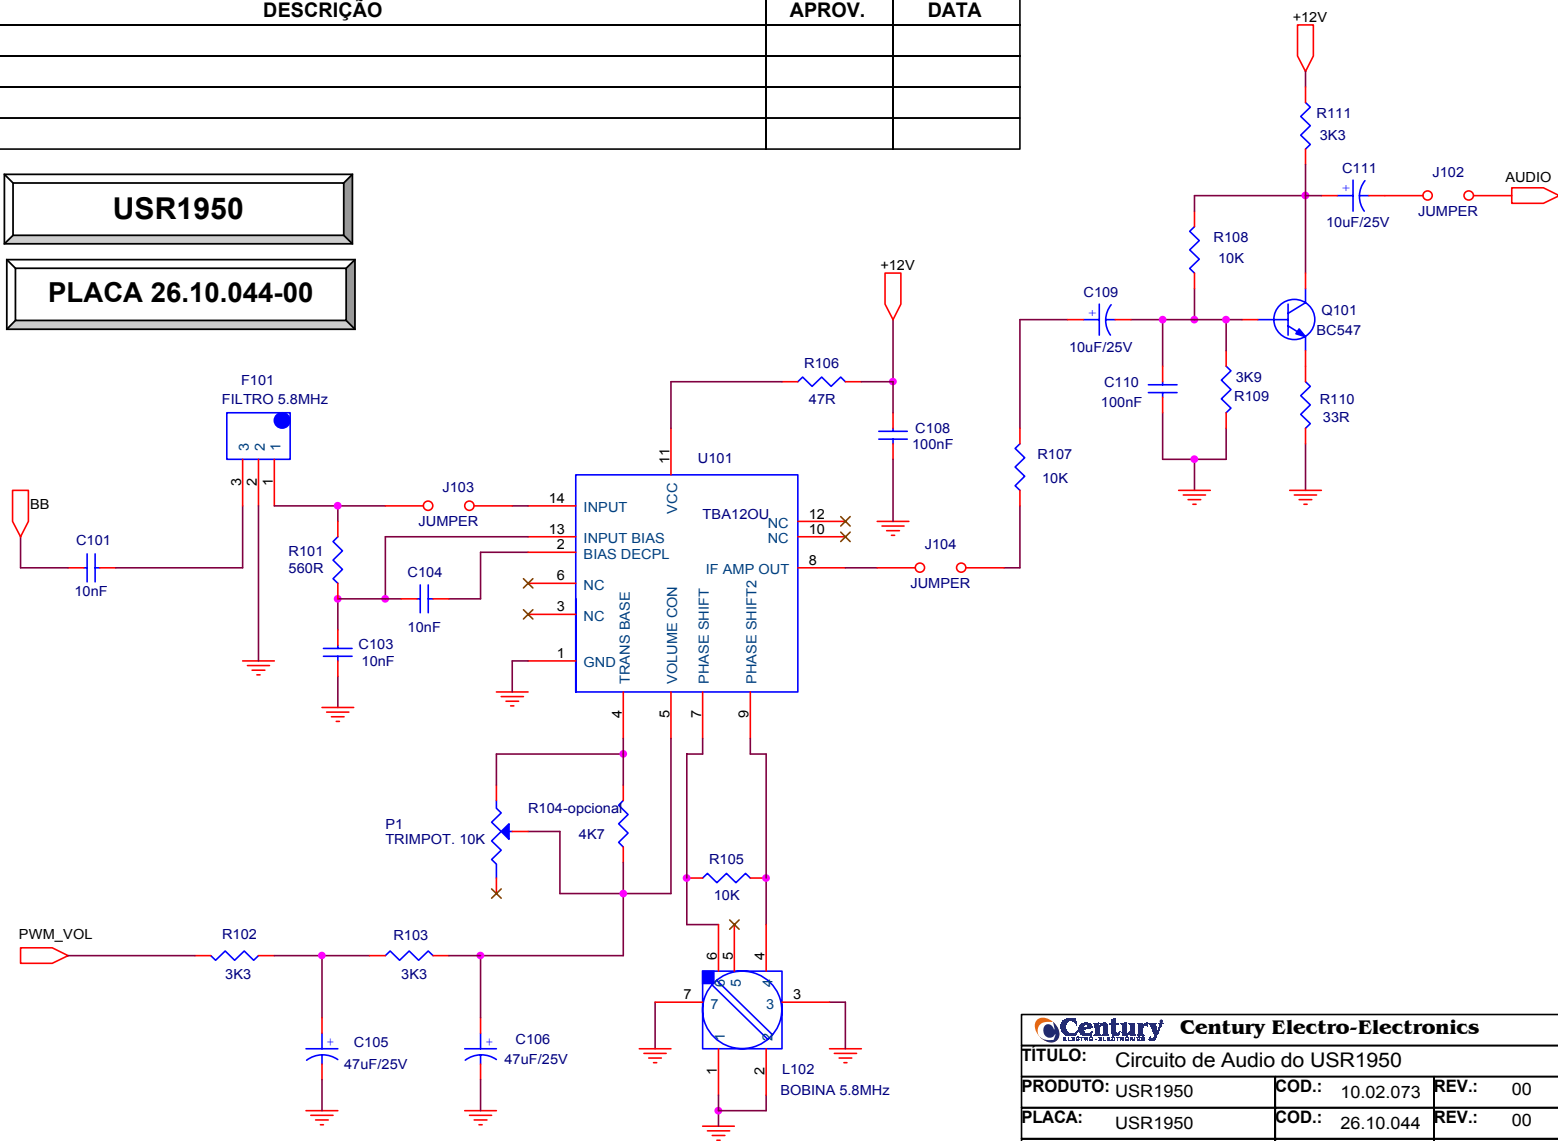 DESCRIÇÃO APROV. DATA
USR1950
PLACA 26.10.044-00
+12V
R111
3K3
C111
+
10uF/25V
J102
JUMPER
AUDIO
R108
10K
C109
+
10uF/25V
Q101
BC547
C110
100nF
3K9
R109
R110
33R
+12V
R106
47R
C108
100nF
R107
10K
F101
FILTRO 5.8MHz
3 2 1
3 2 1
BB
C101
10nF
R101
560R
J103
JUMPER
C104
10nF
C103
10nF
U101
TBA12OU
11
VCC
14 INPUT
13 INPUT BIAS
2 BIAS DECPL
6 NC
3 NC
1 GND
NC 12
NC 10
IF AMP OUT 8
TRANS BASE
VOLUME CON
PHASE SHIFT
PHASE SHIFT2
4 5 7 9
J104
JUMPER
P1
TRIMPOT. 10K
R104-opcional
4K7
R105
10K
PWM_VOL
R102
3K3
R103
3K3
C105
+
47uF/25V
C106
+
47uF/25V
6 5 4
6 5 4
7 7 3 3
1 2
1 2
L102
BOBINA 5.8MHz
Century Century Electro-Electronics
TÍTULO: Circuito de Audio do USR1950
PRODUTO: USR1950 COD.: 10.02.073 REV.: 00
PLACA: USR1950 COD.: 26.10.044 REV.: 00